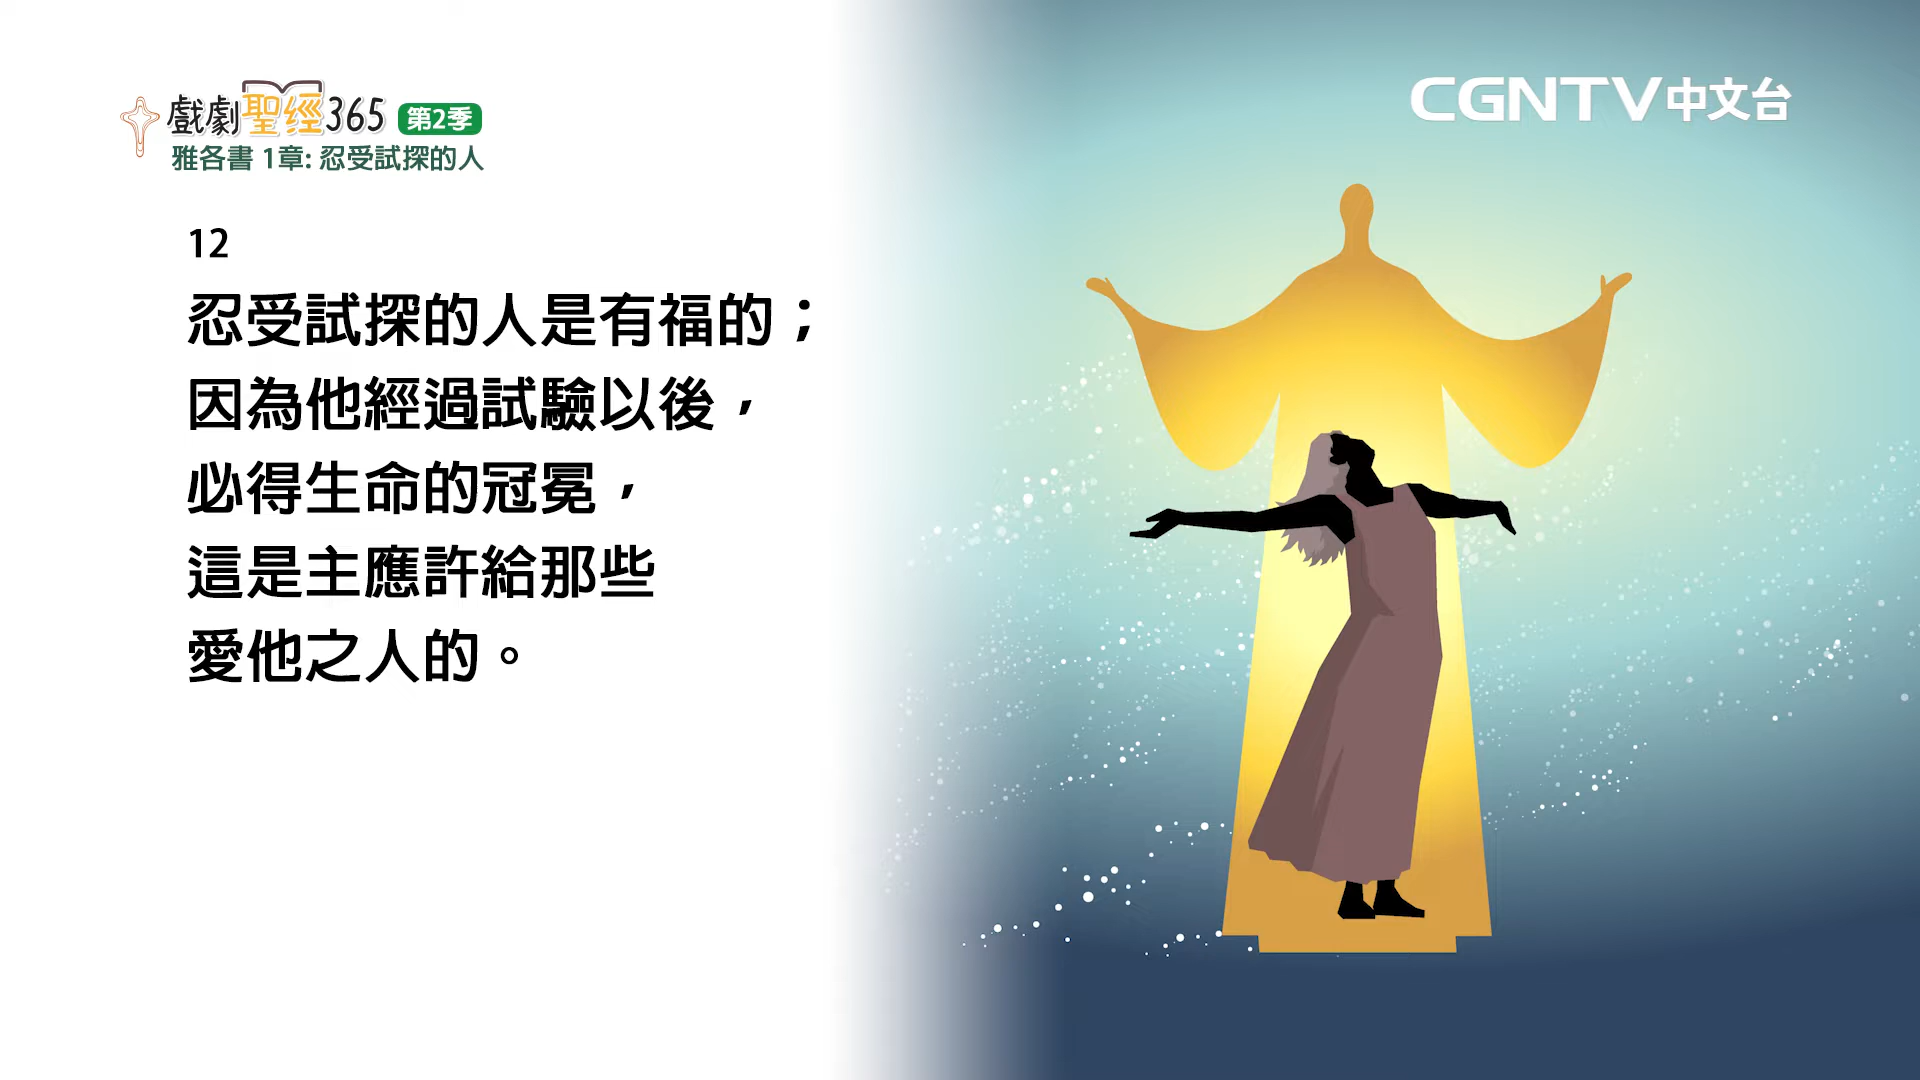 戲劇聖經365 第2季
雅各書 1章: 忍受試探的人
CGNTV中文台
12
忍受試探的人是有福的；
因為他經過試驗以後，
必得生命的冠冕，
這是主應許給那些
愛他之人的。